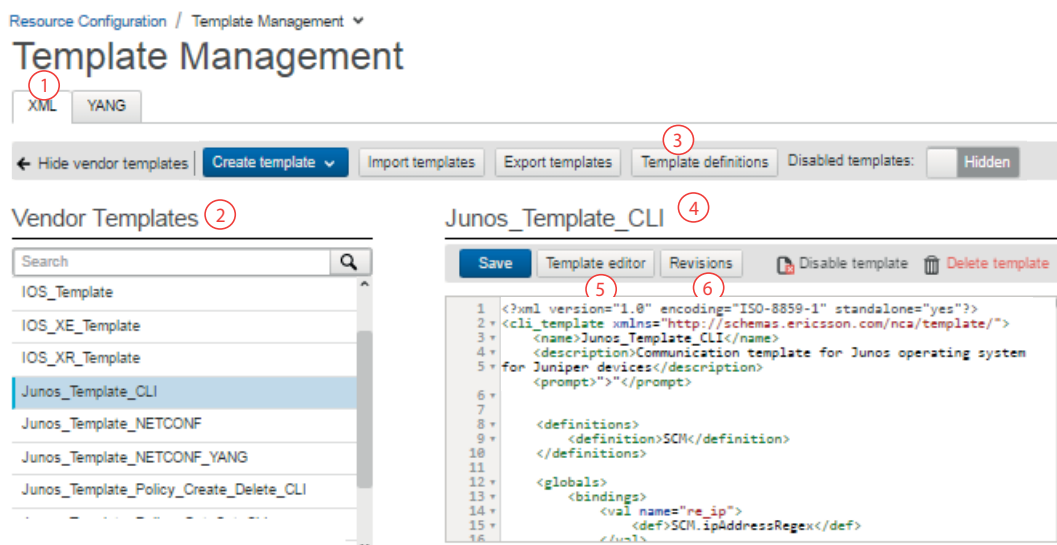 Resource Configuration / Template Management
Template Management
1
XML YANG
3
Hide vendor templates Create template Import templates Export templates Template definitions Disabled templates: Hidden
Vendor Templates 2
Search
IOS_Template
IOS_XE_Template
IOS_XR_Template
Junos_Template_CLI
Junos_Template_NETCONF
Junos_Template_NETCONF_YANG
Junos_Template_Policy_Create_Delete_CLI
Junos_Template_CLI 4
Save Template editor Revisions Disable template Delete template
5 6
1 <?xml version="1.0" encoding="ISO-8859-1" standalone="yes"?>
2 <cli_template xmlns="http://schemas.ericsson.com/nca/template/">
3 <name>Junos_Template_CLI</name>
4 <description>Communication template for Junos operating system
5 for Juniper devices</description>
<prompt>">"</prompt>
6
7
8 <definitions>
9 <definition>SCM</definition>
10 </definitions>
11
12 <globals>
13 <bindings>
14 <val name="re_ip">
15 <def>SCM.ipAddressRegex</def>
16 </val>